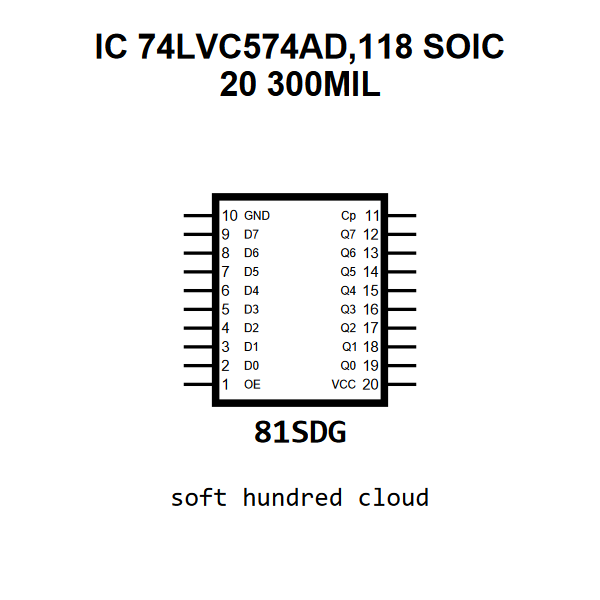 IC 74LVC574AD,118 SOIC
20 300MIL
10 GND Cp 11
9 D7 Q7 12
8 D6 Q6 13
7 D5 Q5 14
6 D4 Q4 15
5 D3 Q3 16
4 D2 Q2 17
3 D1 Q1 18
2 D0 Q0 19
1 OE VCC 20
81SDG
soft hundred cloud